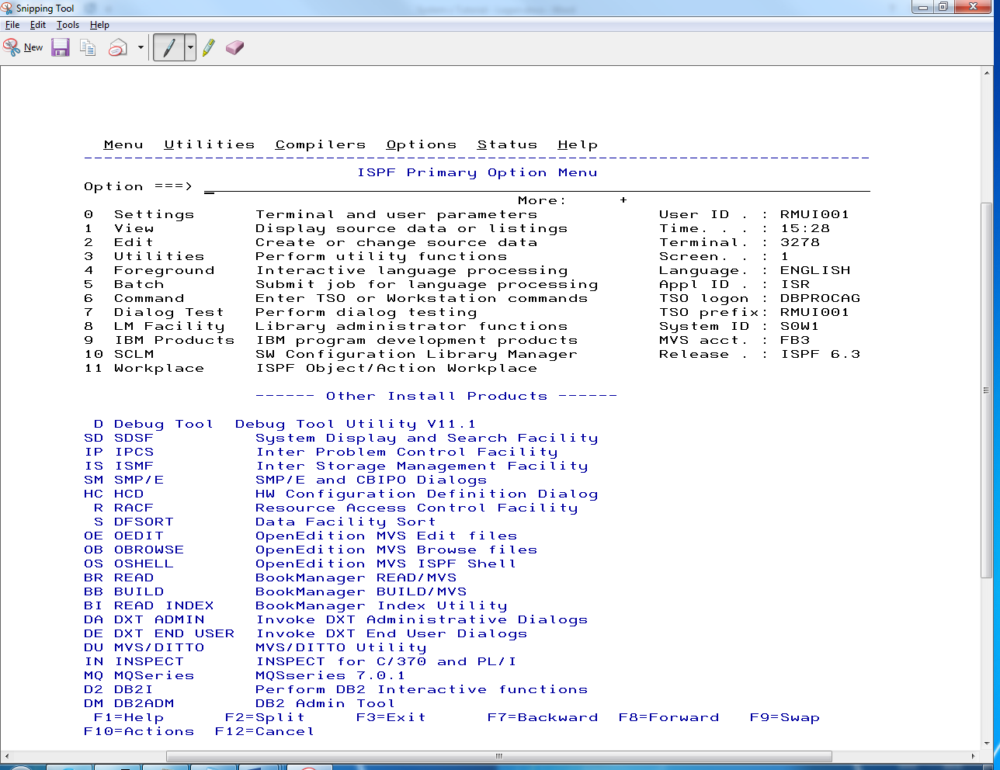 Snipping Tool
File Edit Tools Help
New
Menu Utilities Compilers Options Status Help
------------------------------------------------------------------------------
ISPF Primary Option Menu
Option ===> _
More: +
0 Settings Terminal and user parameters User ID . : RMUI001
1 View Display source data or listings Time. . . : 15:28
2 Edit Create or change source data Terminal. : 3278
3 Utilities Perform utility functions Screen. . : 1
4 Foreground Interactive language processing Language. : ENGLISH
5 Batch Submit job for language processing Appl ID . : ISR
6 Command Enter TSO or Workstation commands TSO logon : DBPROCAG
7 Dialog Test Perform dialog testing TSO prefix: RMUI001
8 LM Facility Library administrator functions System ID : S0W1
9 IBM Products IBM program development products MVS acct. : FB3
10 SCLM SW Configuration Library Manager Release . : ISPF 6.3
11 Workplace ISPF Object/Action Workplace
------ Other Install Products ------
D Debug Tool Debug Tool Utility V11.1
SD SDSF System Display and Search Facility
IP IPCS Inter Problem Control Facility
IS ISMF Inter Storage Management Facility
SM SMP/E SMP/E and CBIPO Dialogs
HC HCD HW Configuration Definition Dialog
R RACF Resource Access Control Facility
S DFSORT Data Facility Sort
OE OEDIT OpenEdition MVS Edit files
OB OBROWSE OpenEdition MVS Browse files
OS OSHELL OpenEdition MVS ISPF Shell
BR READ BookManager READ/MVS
BB BUILD BookManager BUILD/MVS
BI READ INDEX BookManager Index Utility
DA DXT ADMIN Invoke DXT Administrative Dialogs
DE DXT END USER Invoke DXT End User Dialogs
DU MVS/DITTO MVS/DITTO Utility
IN INSPECT INSPECT for C/370 and PL/I
MQ MQSeries MQSseries 7.0.1
D2 DB2I Perform DB2 Interactive functions
DM DB2ADM DB2 Admin Tool
F1=Help F2=Split F3=Exit F7=Backward F8=Forward F9=Swap
F10=Actions F12=Cancel